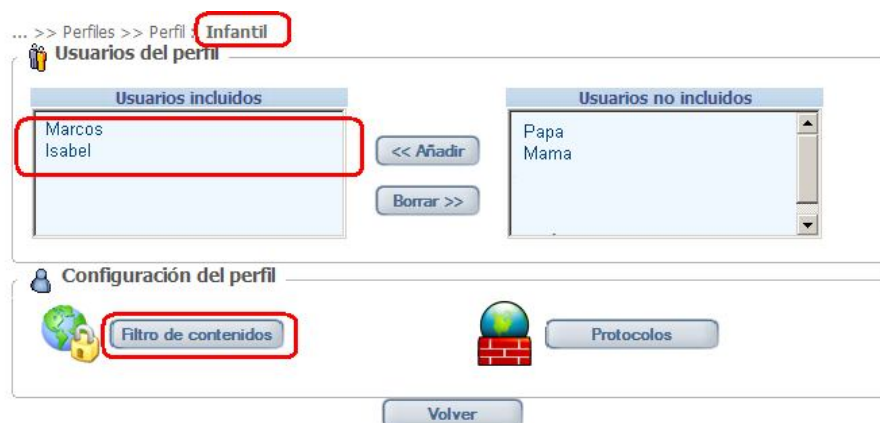 ... >> Perfiles >> Perfil : Infantil
Usuarios del perfil
Usuarios incluidos
Marcos
Isabel
<< Añadir
Borrar >>
Usuarios no incluidos
Papa
Mama
Configuración del perfil
Filtro de contenidos
Protocolos
Volver